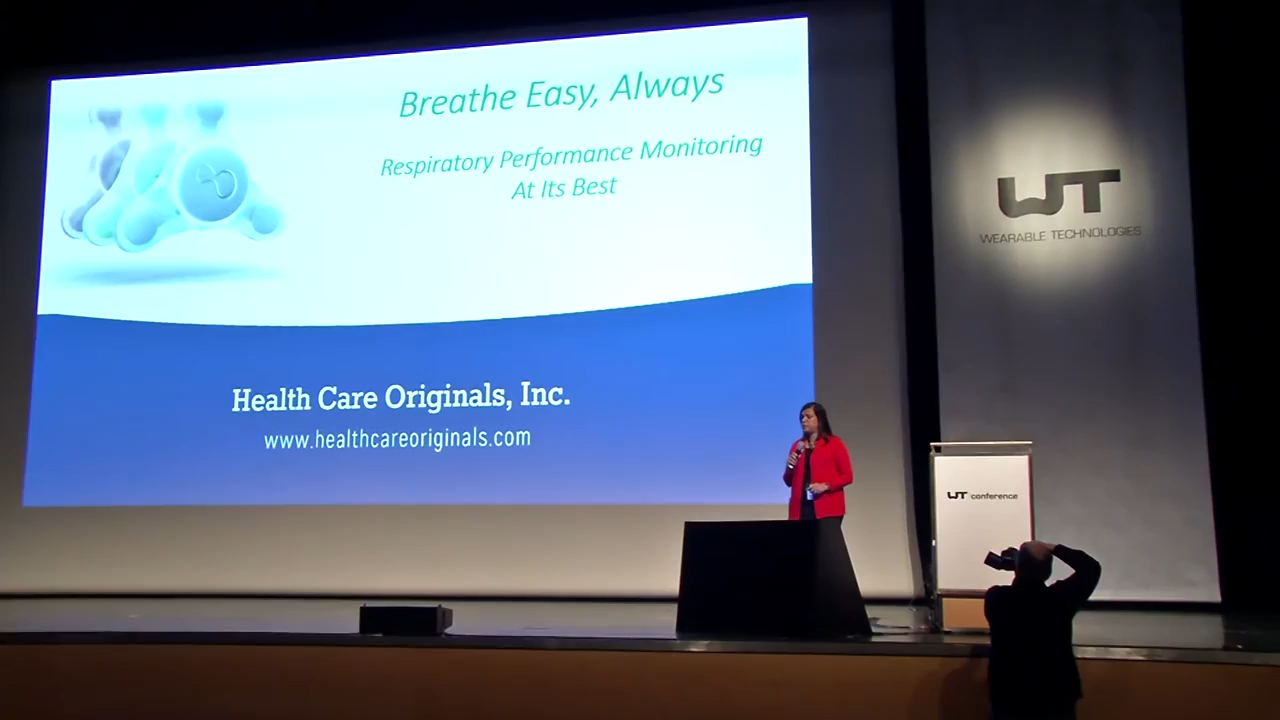 Breathe Easy, Always
Respiratory Performance Monitoring
At Its Best
Health Care Originals, Inc.
www.healthcareoriginals.com
WT
WEARABLE TECHNOLOGIES
WT conference